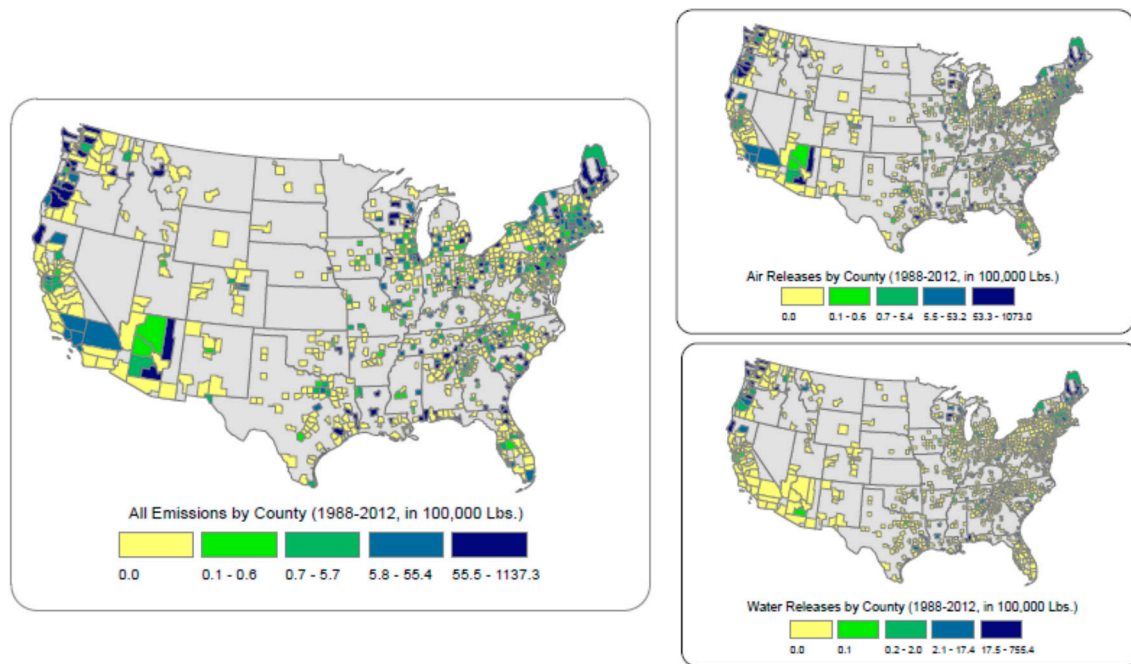 All Emissions by County (1988-2012, in 100,000 Lbs.)
0.0 0.1 - 0.6 0.7 - 5.7 5.8 - 55.4 55.5 - 1137.3
Air Releases by County (1988-2012, in 100,000 Lbs.)
0.0 0.1 - 0.6 0.7 - 5.4 5.5 - 53.2 53.3 - 1073.0
Water Releases by County (1988-2012, in 100,000 Lbs.)
0.0 0.1 0.2 - 2.0 2.1 - 17.4 17.5 - 755.4